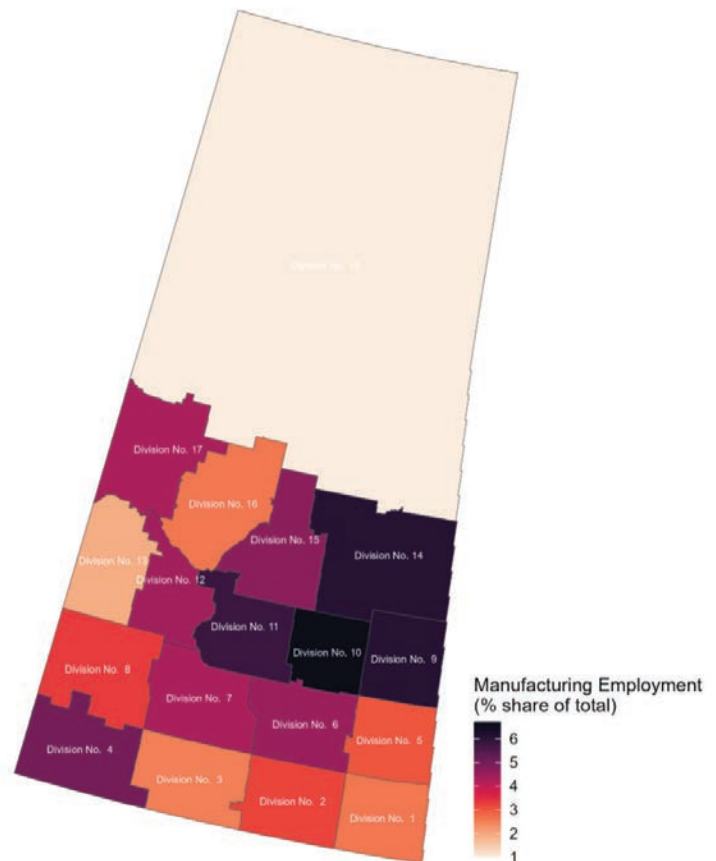 Division No. 18
Division No. 17
Division No. 16
Division No. 15
Division No. 14
Division No. 13
Division No. 12
Division No. 11
Division No. 10
Division No. 9
Division No. 8
Division No. 7
Division No. 6
Division No. 5
Division No. 4
Division No. 3
Division No. 2
Division No. 1
Manufacturing Employment
(% share of total)
6
5
4
3
2
1